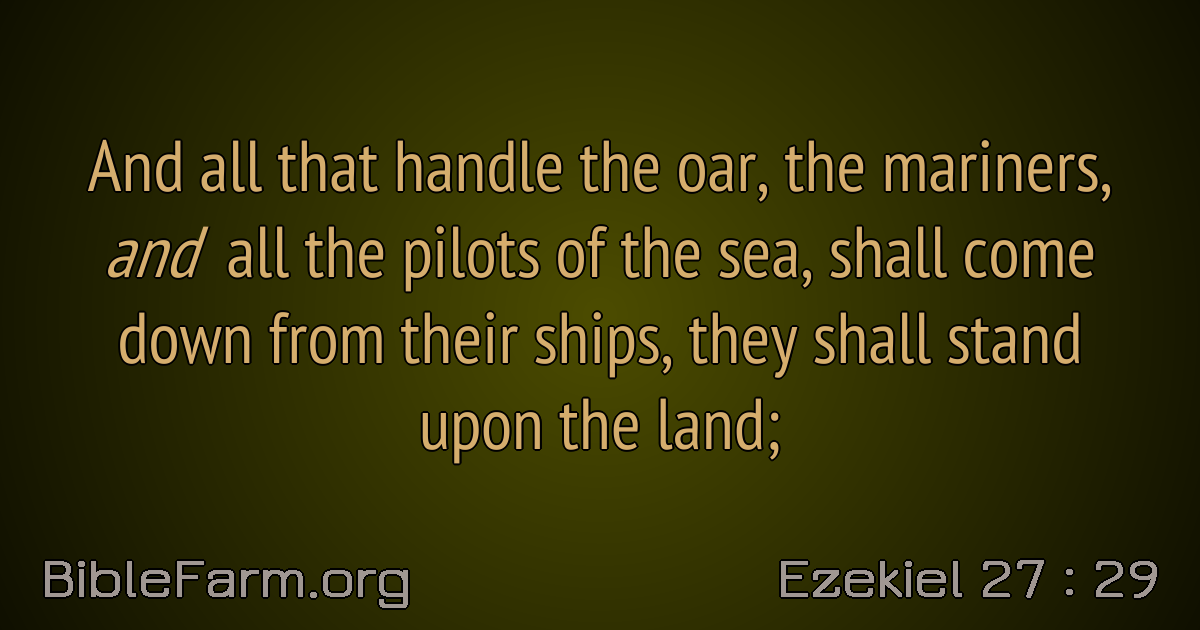 And all that handle the oar, the mariners,
and all the pilots of the sea, shall come
down from their ships, they shall stand
upon the land;
BibleFarm.org
Ezekiel 27 : 29